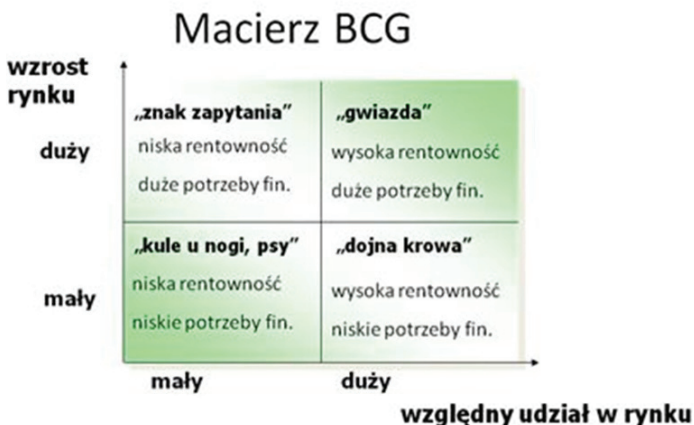 Macierz BCG
wzrost
rynku
duży
„znak zapytania”
niska rentowność
duże potrzeby fin.
„gwiazda”
wysoka rentowność
duże potrzeby fin.
mały
„kule u nogi, psy”
niska rentowność
niskie potrzeby fin.
„dojna krowa”
wysoka rentowność
niskie potrzeby fin.
mały
duży
względny udział w rynku